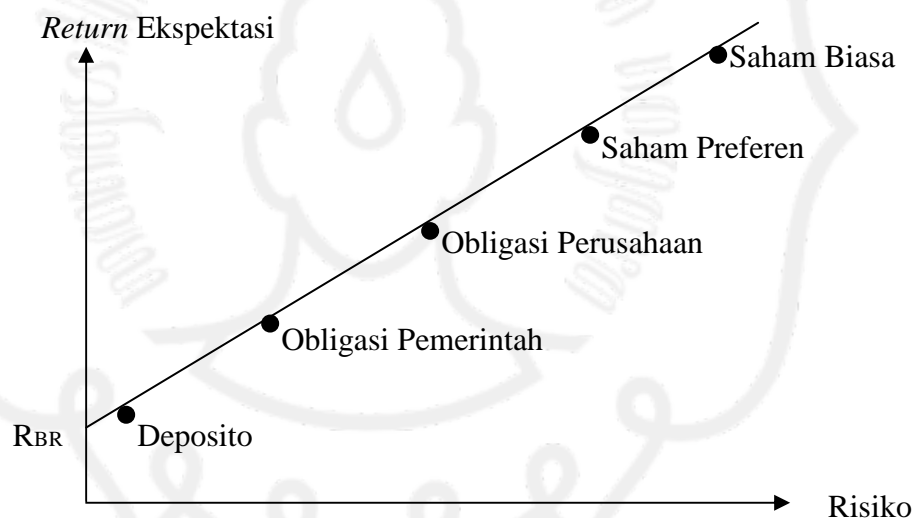 Return Ekspektasi
Saham Biasa
Saham Preferen
Obligasi Perusahaan
Obligasi Pemerintah
RBR
Deposito
Risiko